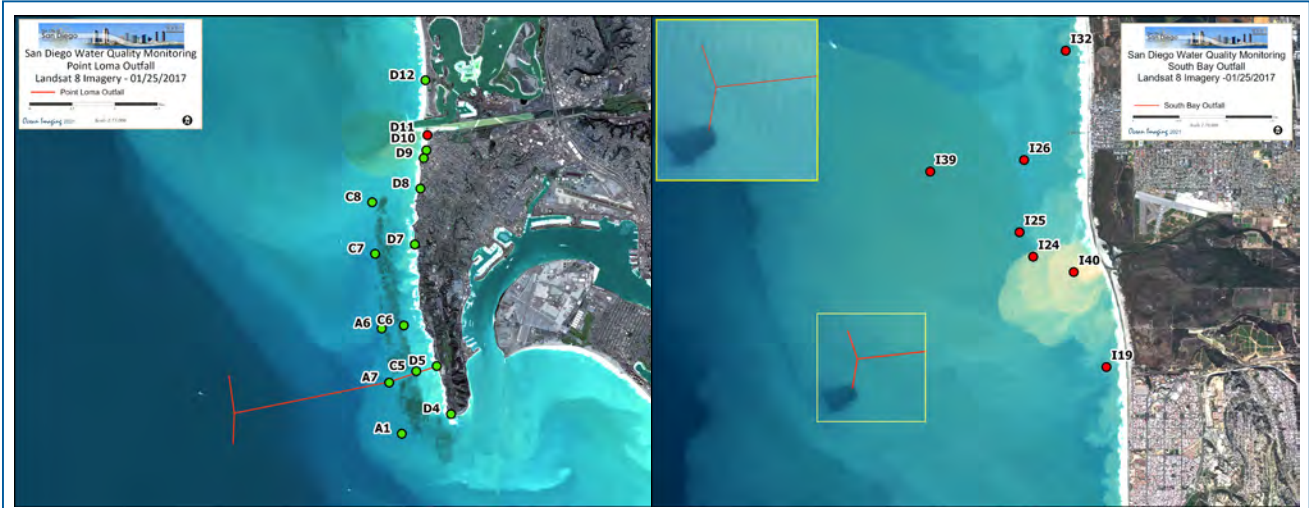 San Diego
San Diego Water Quality Monitoring
Point Loma Outfall
Landsat 8 Imagery - 01/25/2017
Point Loma Outfall
Ocean Imaging 2021
D12
D11
D10
D9
D8
C8
D7
C7
A6
C6
D5
C5
A7
D4
A1
San Diego
San Diego Water Quality Monitoring
South Bay Outfall
Landsat 8 Imagery -01/25/2017
South Bay Outfall
Ocean Imaging 2021
I32
I26
I39
I25
I24
I40
I19